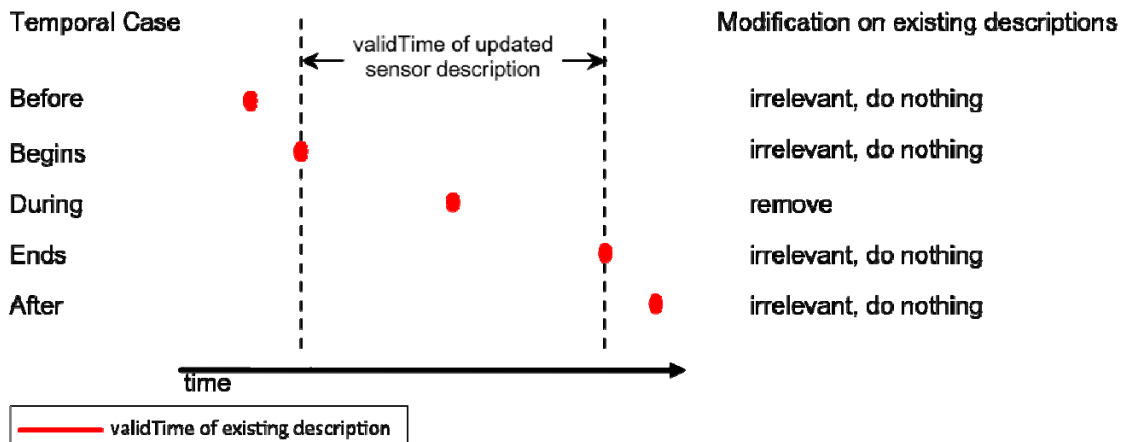 Temporal Case
Modification on existing descriptions
validTime of updated
sensor description
Before
irrelevant, do nothing
Begins
irrelevant, do nothing
During
remove
Ends
irrelevant, do nothing
After
irrelevant, do nothing
time
validTime of existing description